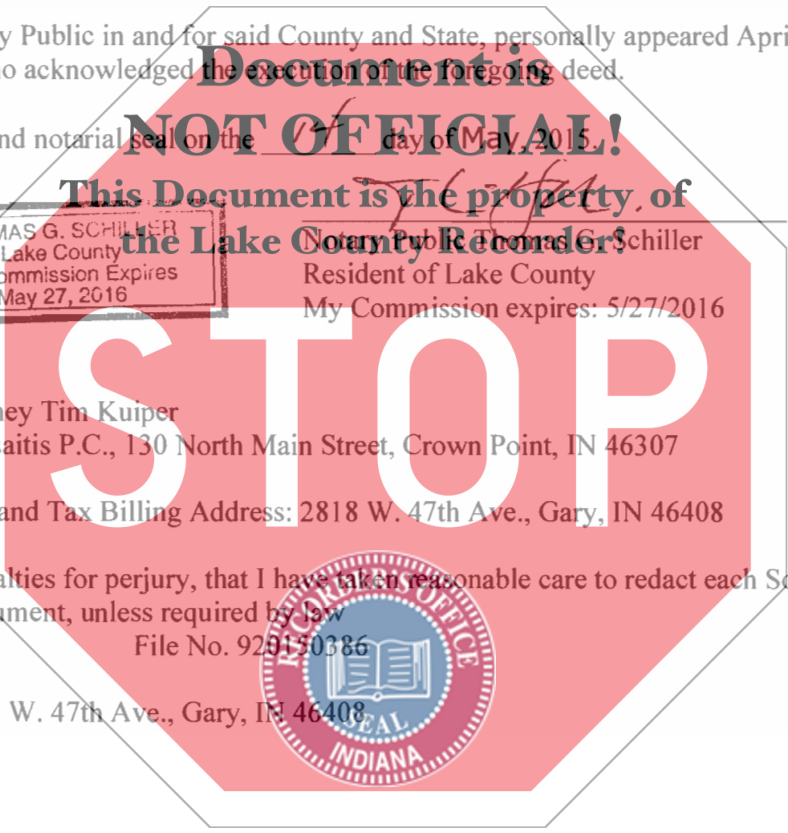 y Public in and for said County and State, personally appeared April
o acknowledged the execution of the foregoing deed.
Document is
nd notarial seal on the 14 day of May, 2015.
NOT OFFICIAL!
This Document is the property of
the Lake County Recorder!
MAS G. SCHILLER
Lake County
ommission Expires
May 27, 2016
Notary Public Thomas G. Schiller
Resident of Lake County
My Commission expires: 5/27/2016
STOP
ney Tim Kuiper
aitis P.C., 130 North Main Street, Crown Point, IN 46307
and Tax Billing Address: 2818 W. 47th Ave., Gary, IN 46408
alties for perjury, that I have taken reasonable care to redact each So
ument, unless required by law
File No. 920150386
W. 47th Ave., Gary, IN 46408
RECORDER'S OFFICE
SEAL
INDIANA